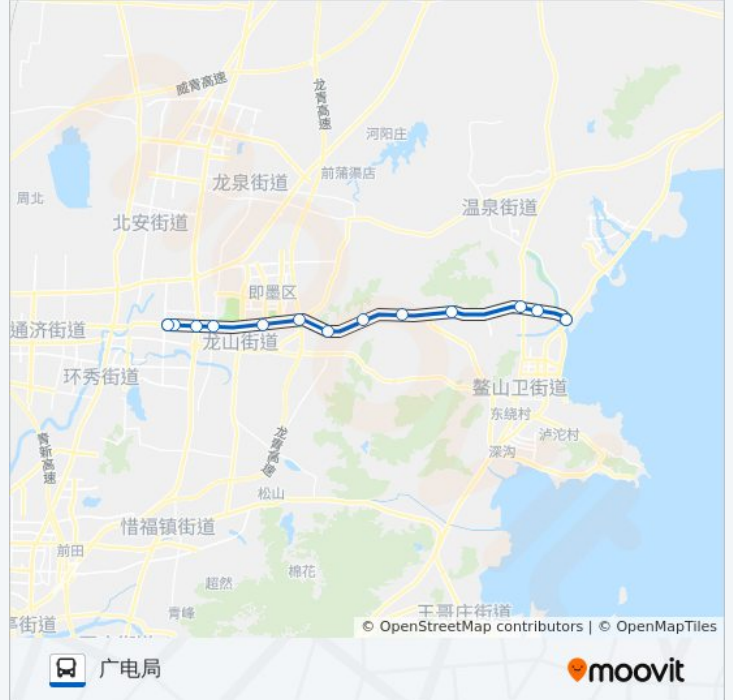 威青高速
龙青高速
河阳庄
前蒲渠店
龙泉街道
周北
温泉街道
北安街道
即墨区
通济街道
龙山街道
环秀街道
鳌山卫街道
东绕村
泸沱村
青新高速
龙青高速
深沟
松山
惜福镇街道
前田
棉花
超然
青峰
王哥庄街道
© OpenStreetMap contributors | © OpenMapTiles
广电局
moovit